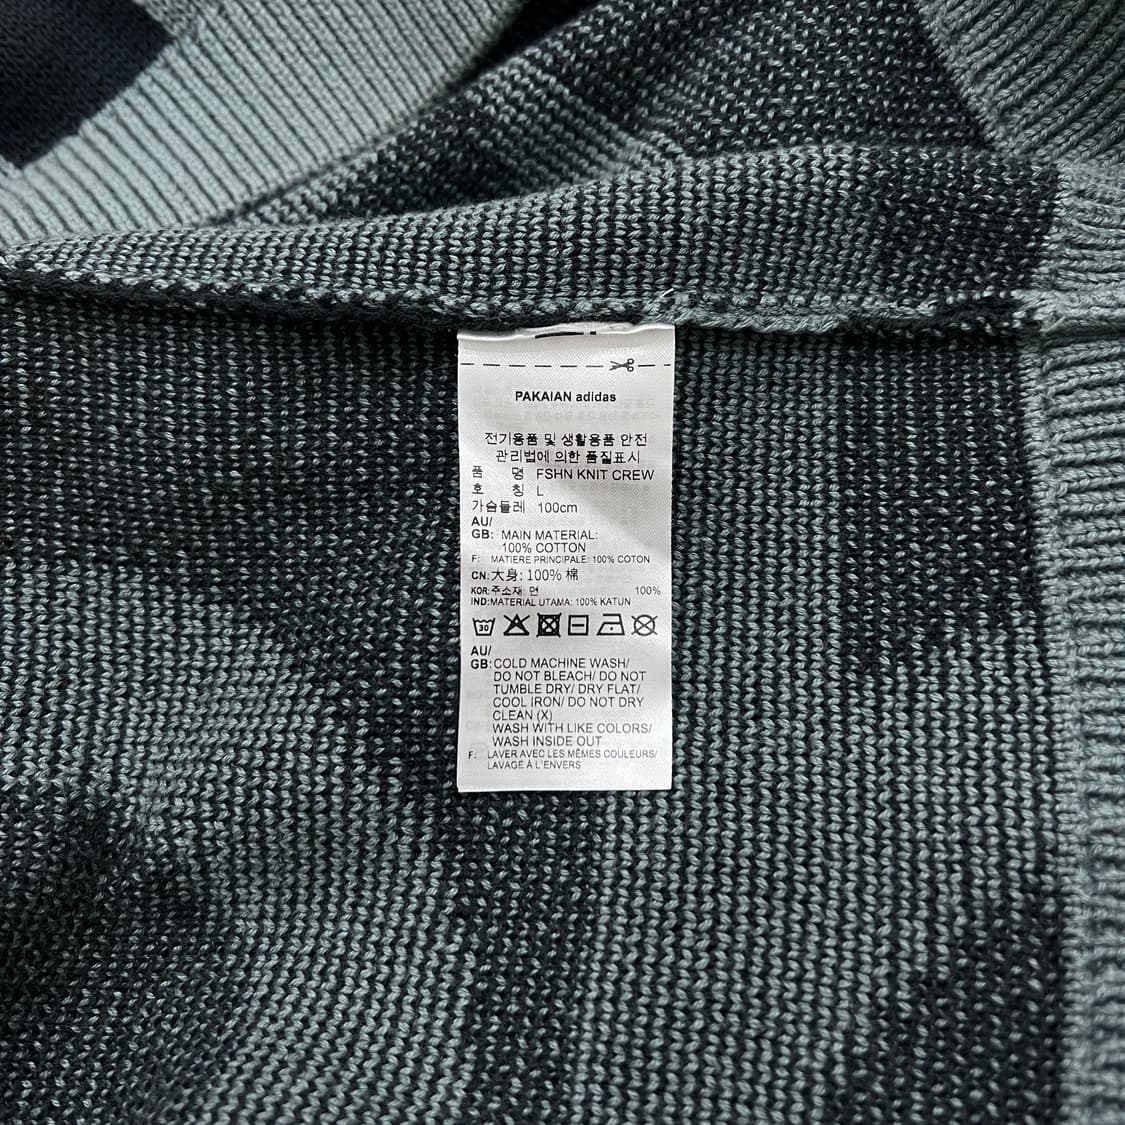 PAKAIAN adidas
전기용품 및 생활용품 안전
관리법에 의한 품질표시
품 명 FSHN KNIT CREW
호 칭 L
가슴둘레 100cm
AU/
GB: MAIN MATERIAL:
100% COTTON
F: MATIERE PRINCIPALE: 100% COTON
CN:大身: 100% 棉
KOR:주소재: 면 100%
IND:MATERIAL UTAMA: 100% KATUN
30
AU/
GB:COLD MACHINE WASH/
DO NOT BLEACH/ DO NOT
TUMBLE DRY/ DRY FLAT/
COOL IRON/ DO NOT DRY
CLEAN (X)
WASH WITH LIKE COLORS/
WASH INSIDE OUT
F: LAVER AVEC LES MÊMES COULEURS/
LAVAGE À L'ENVERS